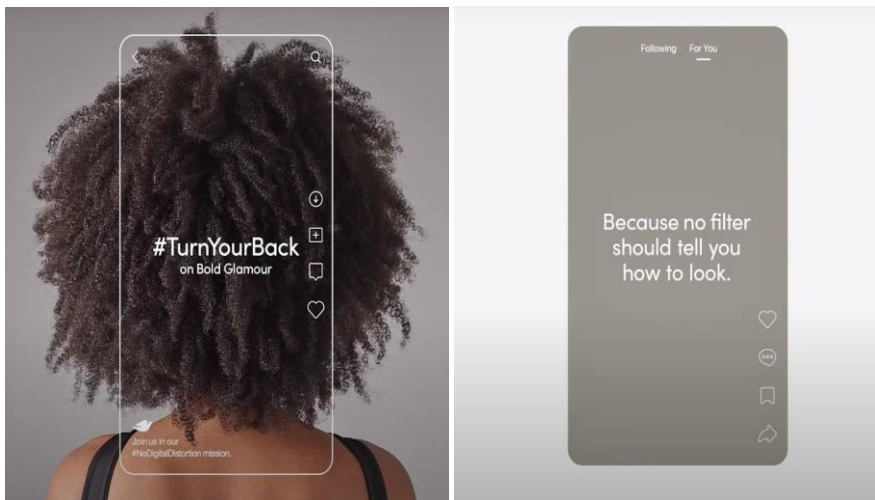 #TurnYourBack
on Bold Glamour
Join us in our
#NoDigitalDistortion mission.
Following For You
Because no filter
should tell you
how to look.